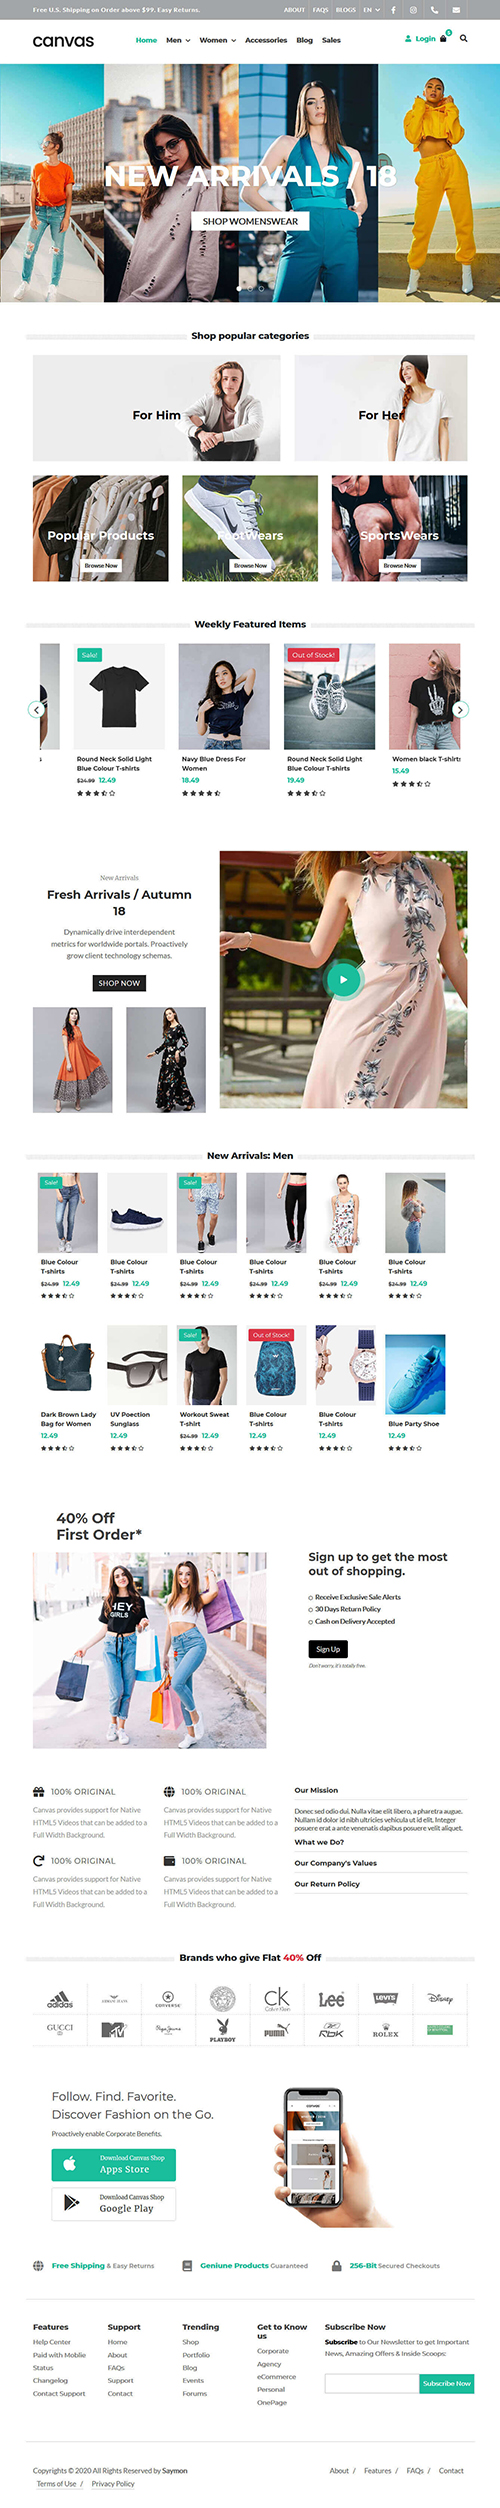 Free U.S. Shipping on Order above $99. Easy Returns.
ABOUT FAQS BLOGS EN
canvas
Home Men Women Accessories Blog Sales
Login 5
NEW ARRIVALS / 18
SHOP WOMENSWEAR
Shop popular categories
For Him
For Her
Popular Products
FootWears
SportsWears
Browse Now
Browse Now
Browse Now
Weekly Featured Items
Sale!
Out of Stock!
s
Round Neck Solid Light
Blue Colour T-shirts
$24.99 12.49
Navy Blue Dress For
Women
18.49
Round Neck Solid Light
Blue Colour T-shirts
19.49
Women black T-shirts
15.49
New Arrivals
Fresh Arrivals / Autumn
18
Dynamically drive interdependent
metrics for worldwide portals. Proactively
grow client technology schemas.
SHOP NOW
New Arrivals: Men
Sale!
Sale!
Blue Colour
T-shirts
$24.99 12.49
Blue Colour
T-shirts
$24.99 12.49
Blue Colour
T-shirts
$24.99 12.49
Blue Colour
T-shirts
$24.99 12.49
Blue Colour
T-shirts
$24.99 12.49
Blue Colour
T-shirts
$24.99 12.49
Sale!
Out of Stock!
Dark Brown Lady
Bag for Women
12.49
UV Poection
Sunglass
12.49
Workout Sweat
T-shirt
$24.99 12.49
Blue Colour
T-shirts
12.49
Blue Colour
T-shirts
12.49
Blue Party Shoe
12.49
40% Off
First Order*
HEY
GIRLS
Sign up to get the most
out of shopping.
Receive Exclusive Sale Alerts
30 Days Return Policy
Cash on Delivery Accepted
Sign Up
Don't worry, it's totally free.
100% ORIGINAL
Canvas provides support for Native
HTML5 Videos that can be added to a
Full Width Background.
100% ORIGINAL
Canvas provides support for Native
HTML5 Videos that can be added to a
Full Width Background.
100% ORIGINAL
Canvas provides support for Native
HTML5 Videos that can be added to a
Full Width Background.
100% ORIGINAL
Canvas provides support for Native
HTML5 Videos that can be added to a
Full Width Background.
Our Mission
Donec sed odio dui. Nulla vitae elit libero, a pharetra augue.
Nullam id dolor id nibh ultricies vehicula ut id elit. Integer
posuere erat a ante venenatis dapibus posuere velit aliquet.
What we Do?
Our Company's Values
Our Return Policy
Brands who give Flat 40% Off
adidas
CONVERSE
CK
Calvin Klein
Lee
LEVI'S
Disney
GUCCI
MTV
Pepe Jeans
PLAYBOY
PUMA
RBK
ROLEX
Follow. Find. Favorite.
Discover Fashion on the Go.
Proactively enable Corporate Benefits.
Download Canvas Shop
Apps Store
Download Canvas Shop
Google Play
canvas
Free Shipping & Easy Returns
Geniune Products Guaranteed
256-Bit Secured Checkouts
Features
Help Center
Paid with Moblie
Status
Changelog
Contact Support
Support
Home
About
FAQs
Support
Contact
Trending
Shop
Portfolio
Blog
Events
Forums
Get to Know
us
Corporate
Agency
eCommerce
Personal
OnePage
Subscribe Now
Subscribe to Our Newsletter to get Important
News, Amazing Offers & Inside Scoops:
Subscribe Now
Copyrights © 2020 All Rights Reserved by Saymon
Terms of Use / Privacy Policy
About / Features / FAQs / Contact